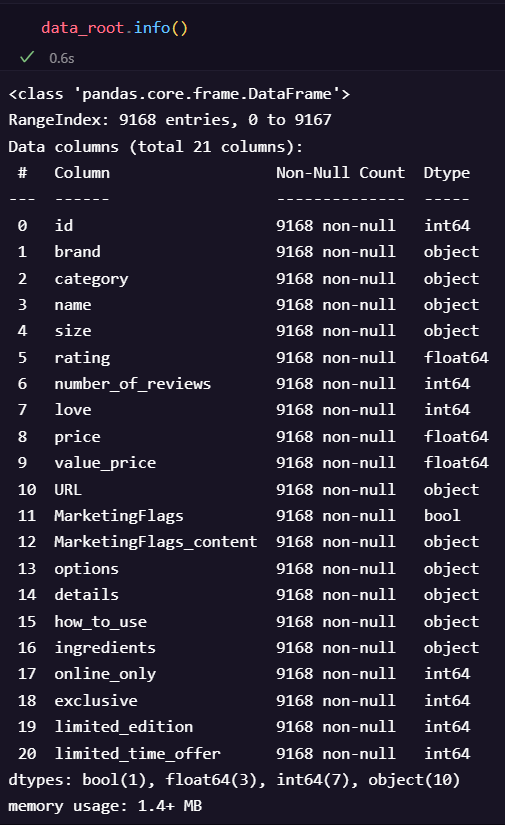 data_root.info()
0.6s
<class 'pandas.core.frame.DataFrame'>
RangeIndex: 9168 entries, 0 to 9167
Data columns (total 21 columns):
 #   Column                 Non-Null Count  Dtype
---  ------                 --------------  -----
 0   id                     9168 non-null   int64
 1   brand                  9168 non-null   object
 2   category               9168 non-null   object
 3   name                   9168 non-null   object
 4   size                   9168 non-null   object
 5   rating                 9168 non-null   float64
 6   number_of_reviews      9168 non-null   int64
 7   love                   9168 non-null   int64
 8   price                  9168 non-null   float64
 9   value_price            9168 non-null   float64
 10  URL                    9168 non-null   object
 11  MarketingFlags         9168 non-null   bool
 12  MarketingFlags_content 9168 non-null   object
 13  options                9168 non-null   object
 14  details                9168 non-null   object
 15  how_to_use             9168 non-null   object
 16  ingredients            9168 non-null   object
 17  online_only            9168 non-null   int64
 18  exclusive              9168 non-null   int64
 19  limited_edition        9168 non-null   int64
 20  limited_time_offer     9168 non-null   int64
dtypes: bool(1), float64(3), int64(7), object(10)
memory usage: 1.4+ MB